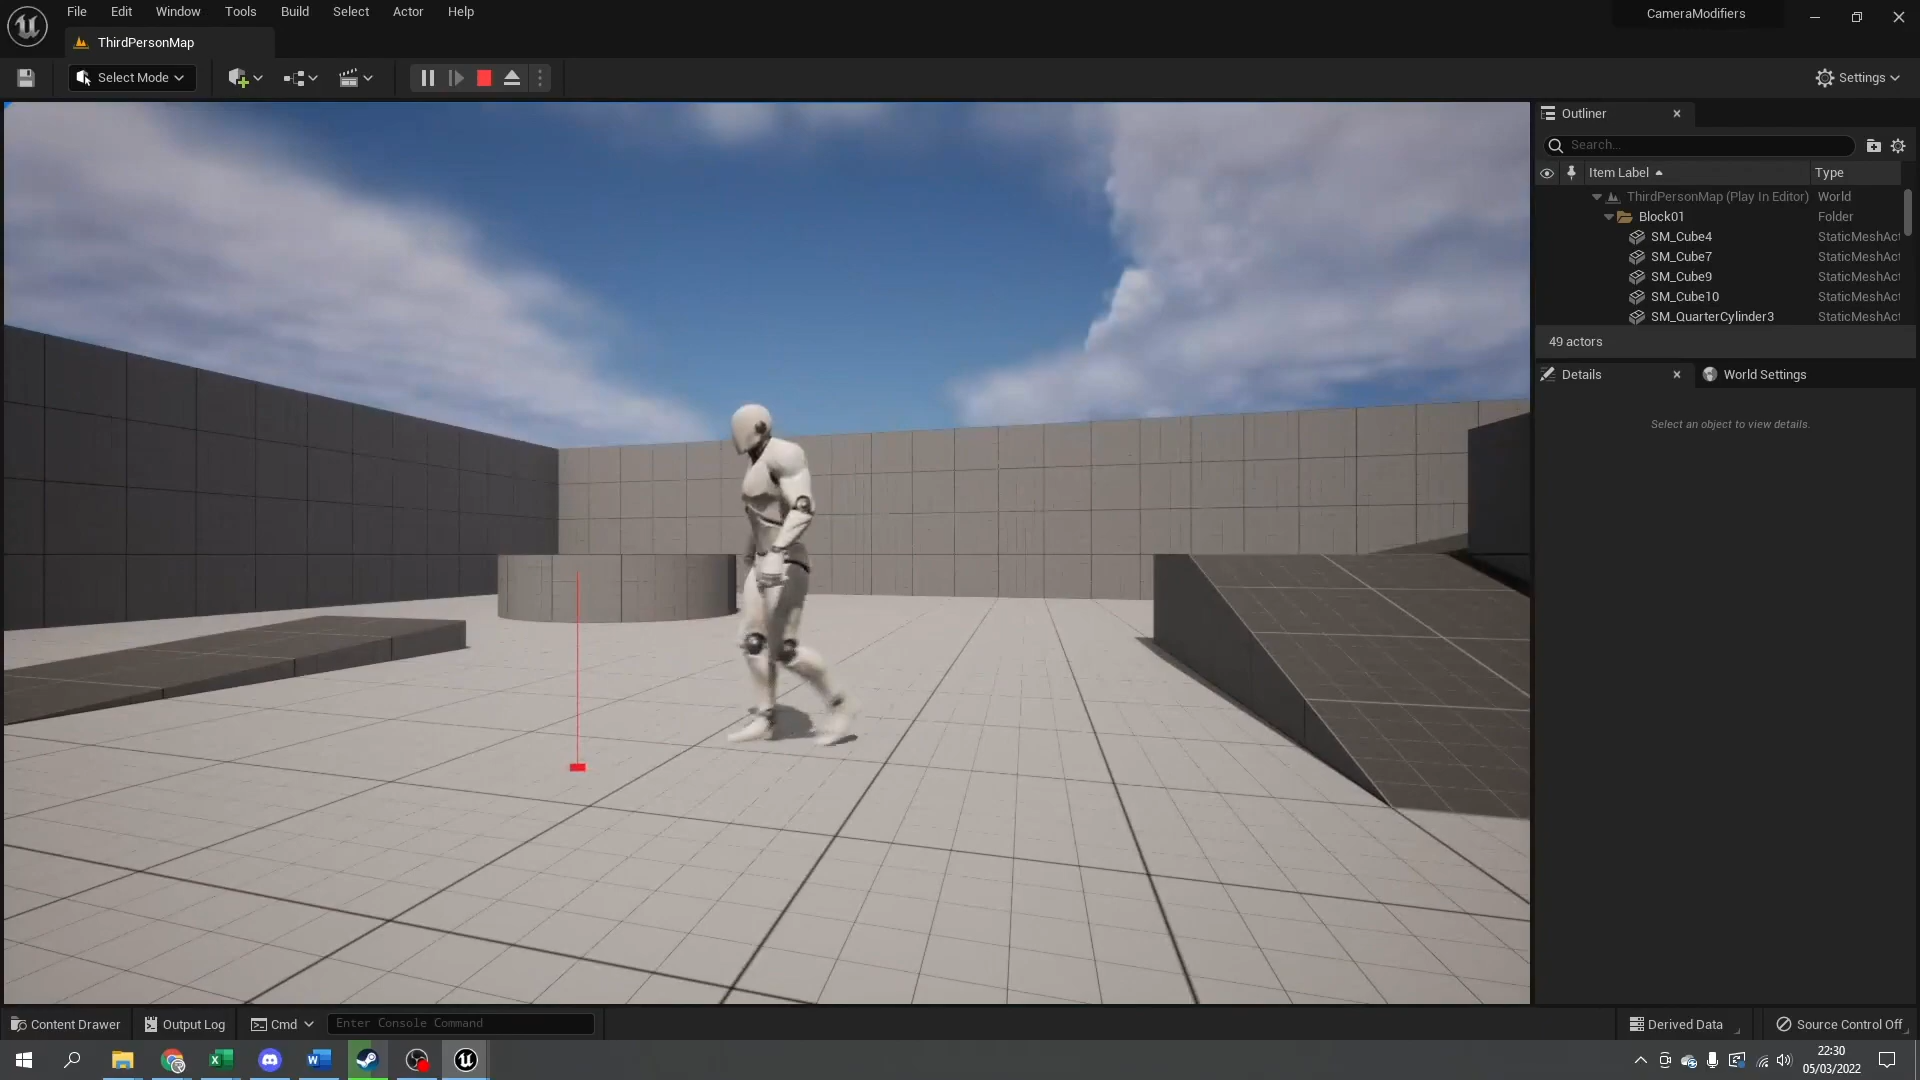 File Edit Window Tools Build Select Actor Help
CameraModifiers
ThirdPersonMap
Select Mode
Settings
Outliner
Search...
Item Label Type
ThirdPersonMap (Play In Editor) World
Block01 Folder
SM_Cube4 StaticMeshAct
SM_Cube7 StaticMeshAct
SM_Cube9 StaticMeshAct
SM_Cube10 StaticMeshAct
SM_QuarterCylinder3 StaticMeshAct
49 actors
Details World Settings
Select an object to view details.
Content Drawer Output Log Cmd Enter Console Command Derived Data Source Control Off
22:30
05/03/2022